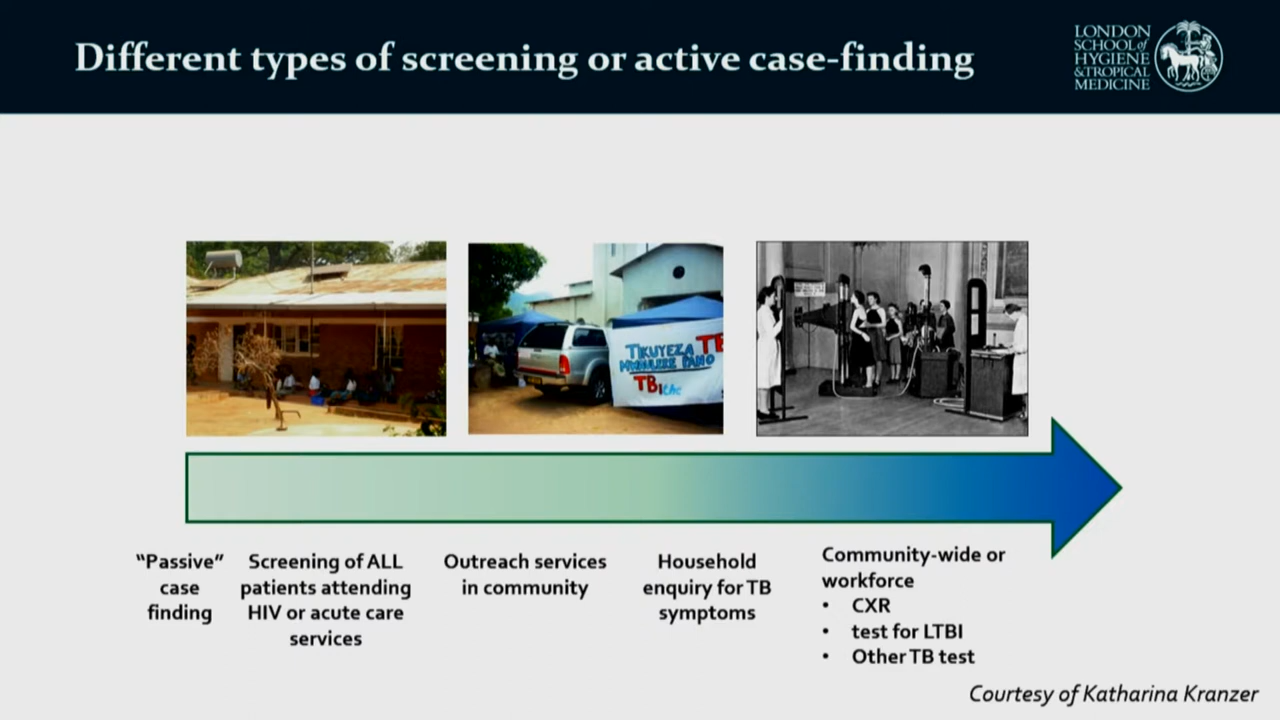 Different types of screening or active case-finding
LONDON
SCHOOL of
HYGIENE
& TROPICAL
MEDICINE
TIKUYEZA TB
MWAULERE PANO
TB
"Passive"
case
finding
Screening of ALL
patients attending
HIV or acute care
services
Outreach services
in community
Household
enquiry for TB
symptoms
Community-wide or
workforce
• CXR
• test for LTBI
• Other TB test
Courtesy of Katharina Kranzer